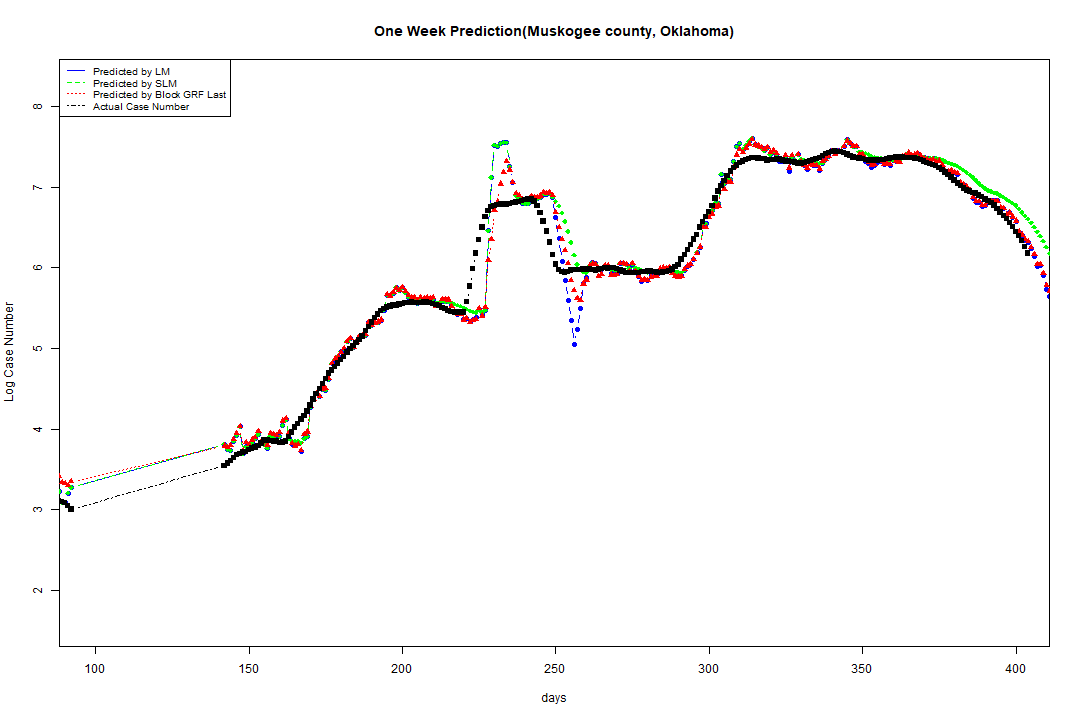 One Week Prediction(Muskogee county, Oklahoma)
Predicted by LM
Predicted by SLM
Predicted by Block GRF Last
Actual Case Number
8
7
6
5
4
3
2
Log Case Number
100 150 200 250 300 350 400
days